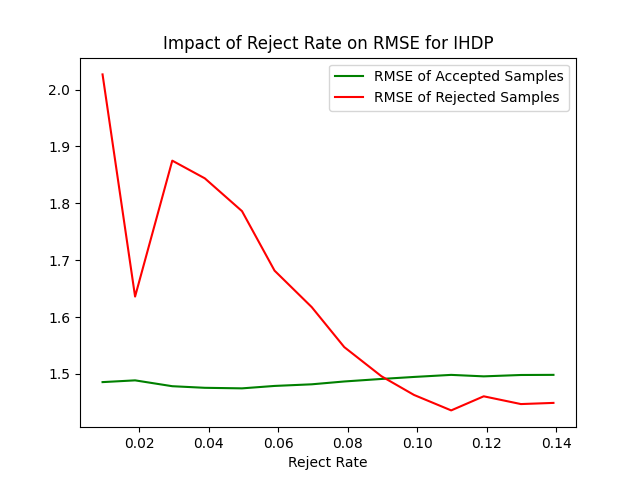 Impact of Reject Rate on RMSE for IHDP
RMSE of Accepted Samples
RMSE of Rejected Samples
2.0
1.9
1.8
1.7
1.6
1.5
0.02 0.04 0.06 0.08 0.10 0.12 0.14
Reject Rate